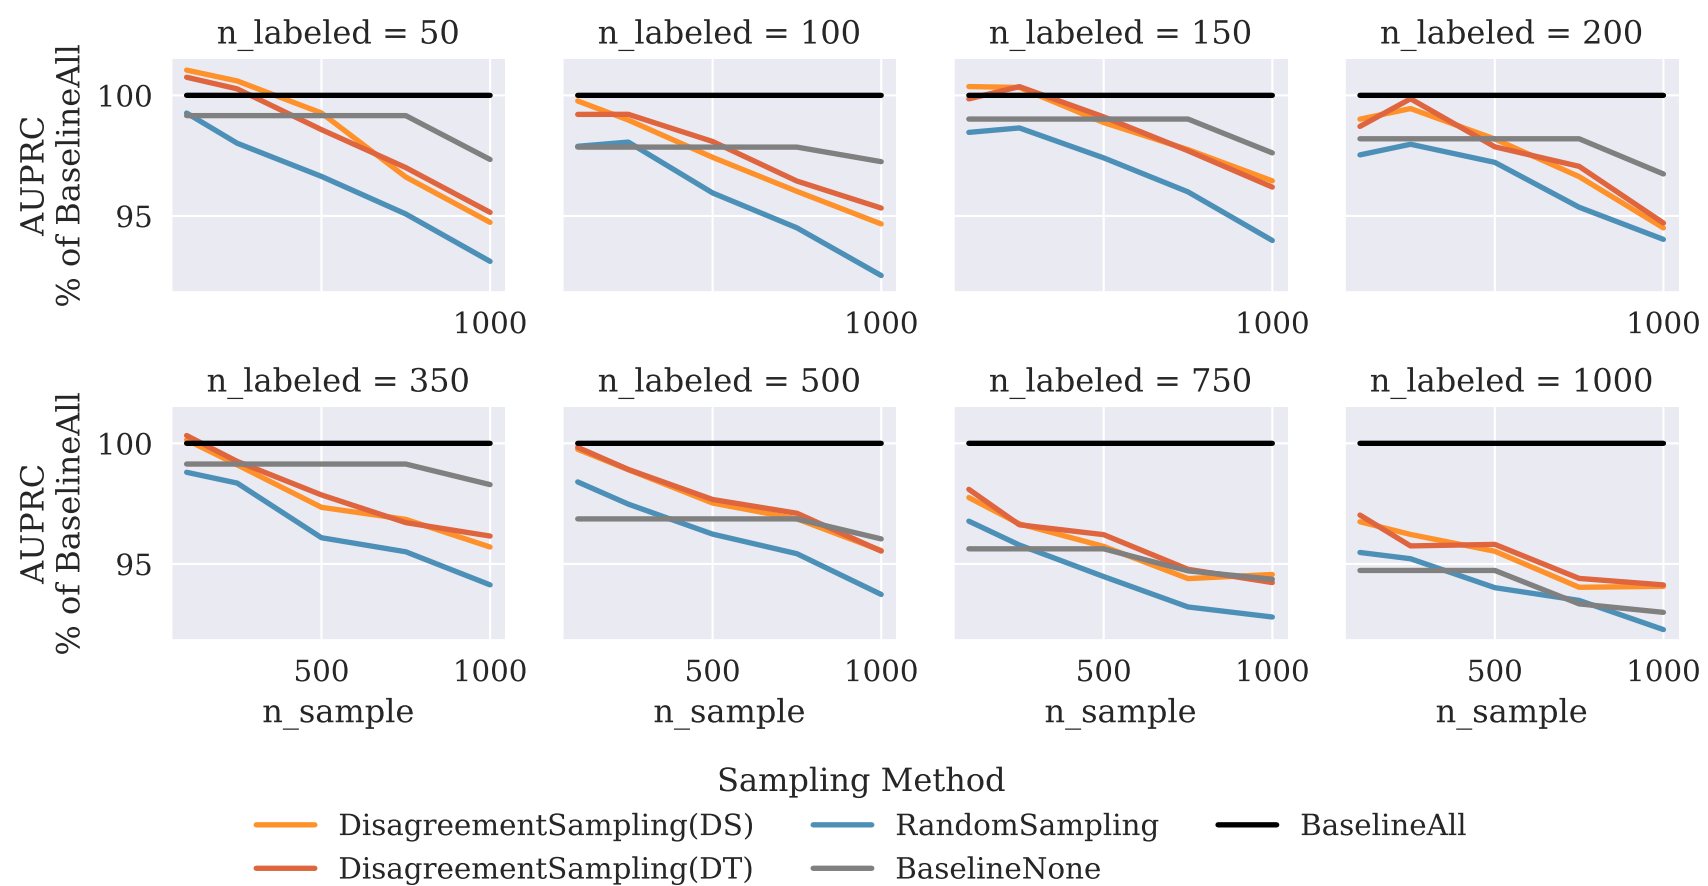 n_labeled = 50
n_labeled = 100
n_labeled = 150
n_labeled = 200
AUPRC
% of BaselineAll
100
95
1000
1000
1000
1000
n_labeled = 350
n_labeled = 500
n_labeled = 750
n_labeled = 1000
AUPRC
% of BaselineAll
100
95
500 1000
500 1000
500 1000
500 1000
n_sample
n_sample
n_sample
n_sample
Sampling Method
DisagreementSampling(DS)
RandomSampling
BaselineAll
DisagreementSampling(DT)
BaselineNone